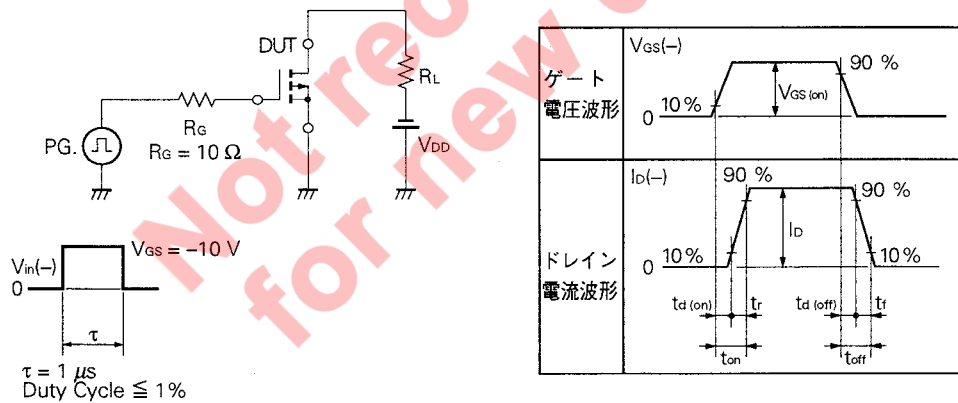 DUT
RL
RG
RG = 10 Ω
PG.
VDD
Vin(−)
0
VGS = −10 V
τ
τ = 1 μs
Duty Cycle ≦ 1%
ゲート
電圧波形
VGS(−)
10%
0
VGS (on)
90 %
ドレイン
電流波形
ID(−)
90 %
90 %
ID
10%
0
10%
td (on)
tr
td (off)
tf
ton
toff
Not rec
for new